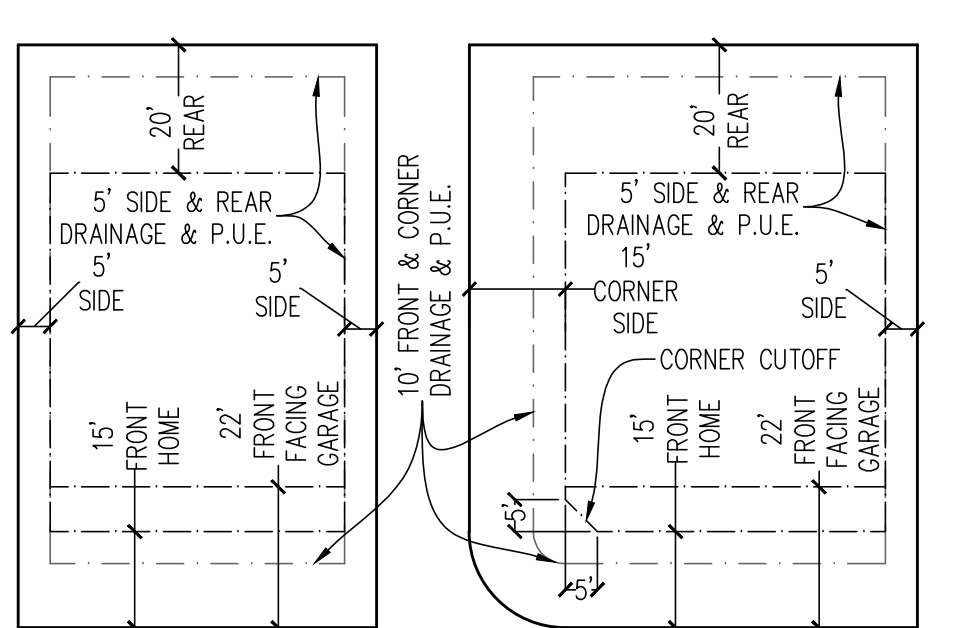 20'
REAR
5' SIDE & REAR
DRAINAGE & P.U.E.
5'
SIDE
5'
SIDE
15'
FRONT
HOME
22'
FRONT
FACING
GARAGE
10' FRONT & CORNER
DRAINAGE & P.U.E.
20'
REAR
5' SIDE & REAR
DRAINAGE & P.U.E.
15'
CORNER
SIDE
5'
SIDE
CORNER CUTOFF
15'
FRONT
HOME
22'
FRONT
FACING
GARAGE
5'
5'